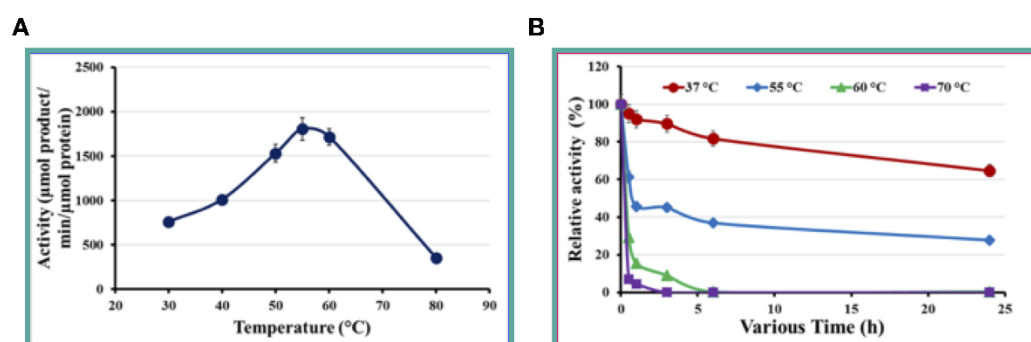 A
B
2500
2000
1500
1000
500
0
20 30 40 50 60 70 80 90
Temperature (°C)
Activity (µmol product/
min/µmol protein)
120
100
80
60
40
20
0
37 °C 55 °C 60 °C 70 °C
0 5 10 15 20 25
Various Time (h)
Relative activity (%)